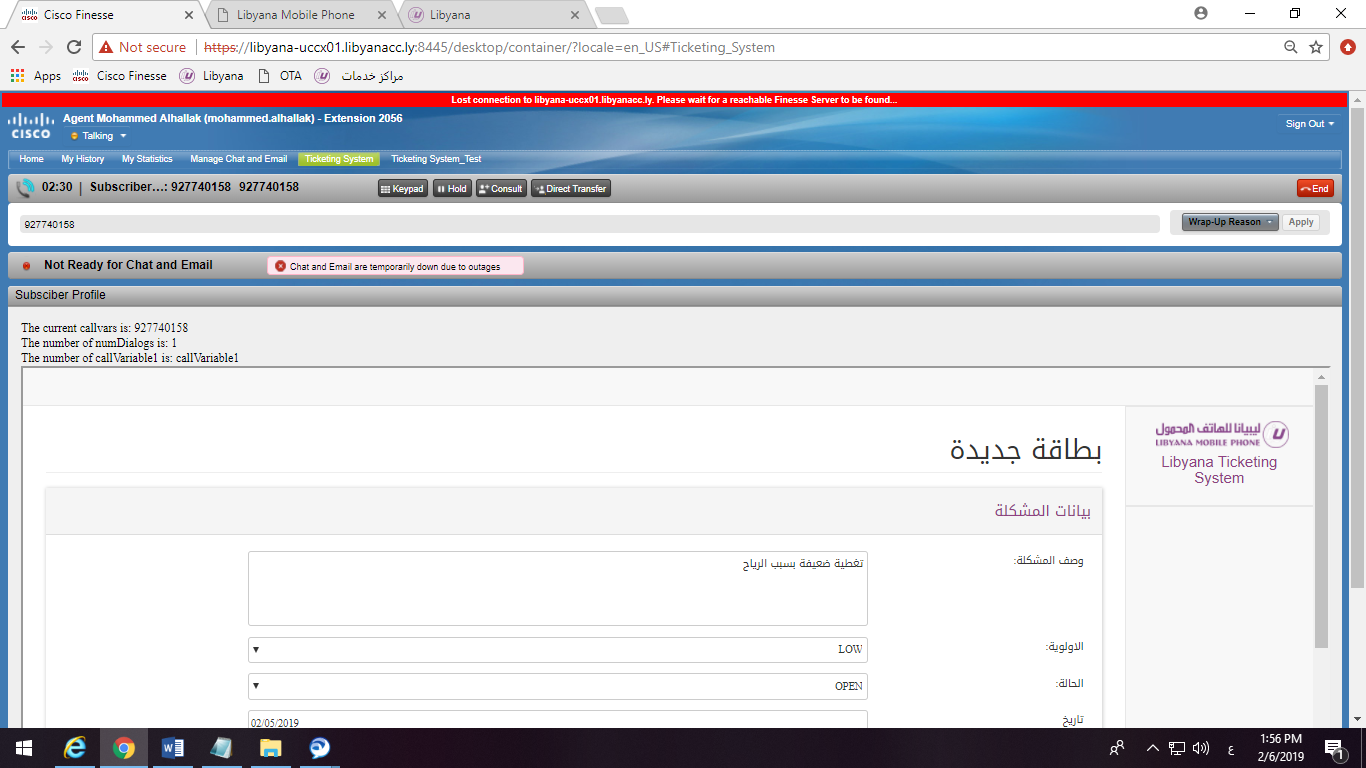 Cisco Finesse
Libyana Mobile Phone
Libyana
Not secure https://libyana-uccx01.libyanacc.ly:8445/desktop/container/?locale=en_US#Ticketing_System
Apps
Cisco Finesse
Libyana
OTA
مراكز خدمات
Lost connection to libyana-uccx01.libyanacc.ly. Please wait for a reachable Finesse Server to be found...
CISCO
Agent Mohammed Alhallak (mohammed.alhallak) - Extension 2056
Talking
Sign Out
Home My History My Statistics Manage Chat and Email Ticketing System Ticketing System_Test
02:30 | Subscriber...: 927740158 927740158
Keypad Hold Consult Direct Transfer End
927740158
Wrap-Up Reason Apply
Not Ready for Chat and Email
Chat and Email are temporarily down due to outages
Subsciber Profile
The current callvars is: 927740158
The number of numDialogs is: 1
The number of callVariable1 is: callVariable1
ليبيانا للهاتف المحمول
LIBYANA MOBILE PHONE
Libyana Ticketing
System
بطاقة جديدة
بيانات المشكلة
وصف المشكلة:
تغطية ضعيفة بسبب الرياح
الاولوية:
LOW
الحالة:
OPEN
تاريخ
02/05/2019
ع
1:56 PM
2/6/2019
1